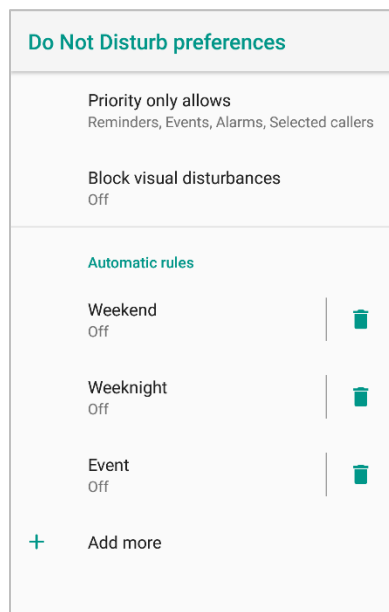 Do Not Disturb preferences
Priority only allows
Reminders, Events, Alarms, Selected callers
Block visual disturbances
Off
Automatic rules
Weekend
Off
Weeknight
Off
Event
Off
Add more